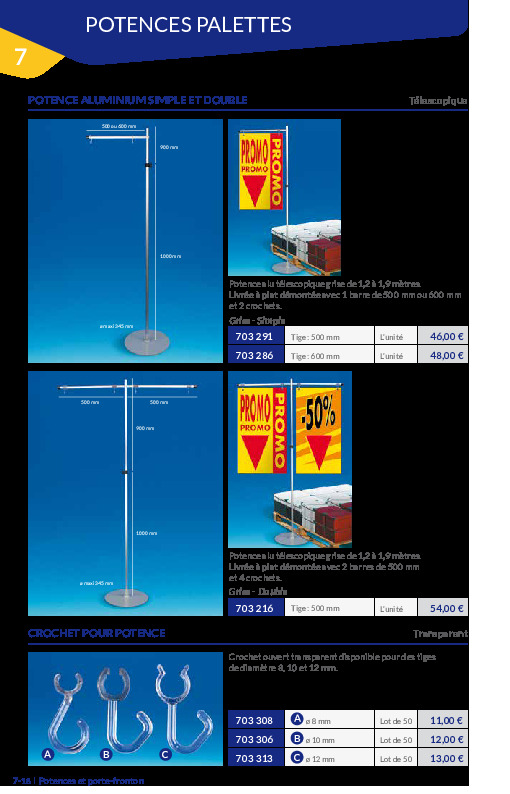 POTENCES PALETTES
7
POTENCE ALUMINIUM SIMPLE ET DOUBLE
Télescopique
500 ou 600 mm
900 mm
1000 mm
ø maxi 345 mm
PROMO
PROMO
PROMO
Potence alu télescopique grise de 1,2 à 1,9 mètres.
Livrée à plat démontée avec 1 barre de 500 mm ou 600 mm
et 2 crochets.
Grise - Simple
703 291 Tige : 500 mm L'unité 46,00 €
703 286 Tige : 600 mm L'unité 48,00 €
500 mm 500 mm
900 mm
1000 mm
ø maxi 345 mm
PROMO
PROMO
PROMO
-50%
Potence alu télescopique grise de 1,2 à 1,9 mètres.
Livrée à plat démontée avec 2 barres de 500 mm
et 4 crochets.
Grise - Double
703 216 Tige : 500 mm L'unité 54,00 €
CROCHET POUR POTENCE
Transparent
A B C
Crochet ouvert transparent disponible pour des tiges
de diamètre 8, 10 et 12 mm.
703 308 A ø 8 mm Lot de 50 11,00 €
703 306 B ø 10 mm Lot de 50 12,00 €
703 313 C ø 12 mm Lot de 50 13,00 €
7-16 | Potences et porte-fronton